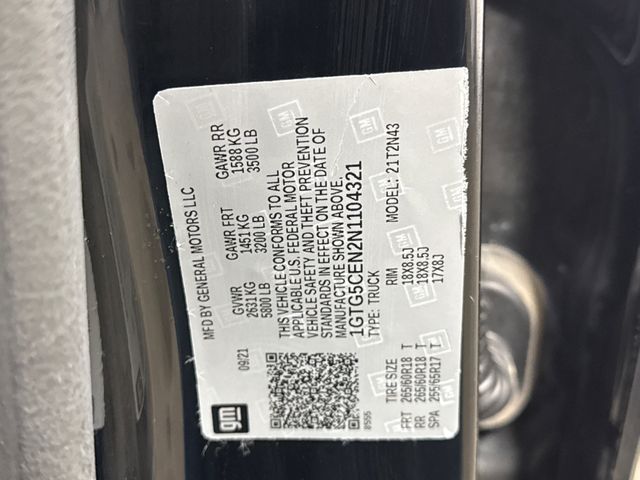 gm
MFD BY GENERAL MOTORS LLC
09/21
GVWR
2631 KG
5800 LB
GAWR FRT
1451 KG
3200 LB
GAWR RR
1588 KG
3500 LB
THIS VEHICLE CONFORMS TO ALL
APPLICABLE U.S. FEDERAL MOTOR
VEHICLE SAFETY AND THEFT PREVENTION
STANDARDS IN EFFECT ON THE DATE OF
MANUFACTURE SHOWN ABOVE.
1GTG5CEN2N1104321
TYPE: TRUCK
MODEL: 21T2N43
TIRE SIZE RIM
FRT 265/60R18 T 18X8.5J
RR 265/60R18 T 18X8.5J
SPA 255/65R17 T 17X8J